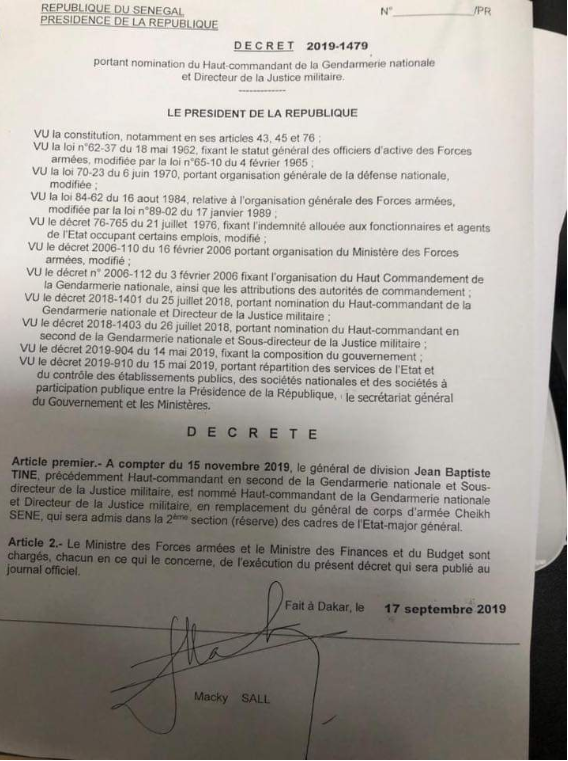 REPUBLIQUE DU SENEGAL
PRESIDENCE DE LA REPUBLIQUE
N°____________/PR
DECRET 2019-1479
portant nomination du Haut-commandant de la Gendarmerie nationale
et Directeur de la Justice militaire.
-------------
LE PRESIDENT DE LA REPUBLIQUE
VU la constitution, notamment en ses articles 43, 45 et 76 ;
VU la loi n°62-37 du 18 mai 1962, fixant le statut général des officiers d'active des Forces
armées, modifiée par la loi n°65-10 du 4 février 1965 ;
VU la loi 70-23 du 6 juin 1970, portant organisation générale de la défense nationale,
modifiée ;
VU la loi 84-62 du 16 aout 1984, relative à l'organisation générale des Forces armées,
modifiée par la loi n°89-02 du 17 janvier 1989 ;
VU le décret 76-765 du 21 juillet 1976, fixant l'indemnité allouée aux fonctionnaires et agents
de l'Etat occupant certains emplois, modifié ;
VU le décret 2006-110 du 16 février 2006 portant organisation du Ministère des Forces
armées, modifié ;
VU le décret n° 2006-112 du 3 février 2006 fixant l'organisation du Haut Commandement de
la Gendarmerie nationale, ainsi que les attributions des autorités de commandement ;
VU le décret 2018-1401 du 25 juillet 2018, portant nomination du Haut-commandant de la
Gendarmerie nationale et Directeur de la Justice militaire ;
VU le décret 2018-1403 du 26 juillet 2018, portant nomination du Haut-commandant en
second de la Gendarmerie nationale et Sous-directeur de la Justice militaire ;
VU le décret 2019-904 du 14 mai 2019, fixant la composition du gouvernement ;
VU le décret 2019-910 du 15 mai 2019, portant répartition des services de l'Etat et
du contrôle des établissements publics, des sociétés nationales et des sociétés à
participation publique entre la Présidence de la République, le secrétariat général
du Gouvernement et les Ministères.
DECRETE
Article premier.- A compter du 15 novembre 2019, le général de division Jean Baptiste
TINE, précédemment Haut-commandant en second de la Gendarmerie nationale et Sous-
directeur de la Justice militaire, est nommé Haut-commandant de la Gendarmerie nationale
et Directeur de la Justice militaire, en remplacement du général de corps d'armée Cheikh
SENE, qui sera admis dans la 2ème section (réserve) des cadres de l'Etat-major général.
Article 2.- Le Ministre des Forces armées et le Ministre des Finances et du Budget sont
chargés, chacun en ce qui le concerne, de l'exécution du présent décret qui sera publié au
journal officiel.
Fait à Dakar, le 17 septembre 2019
Macky SALL